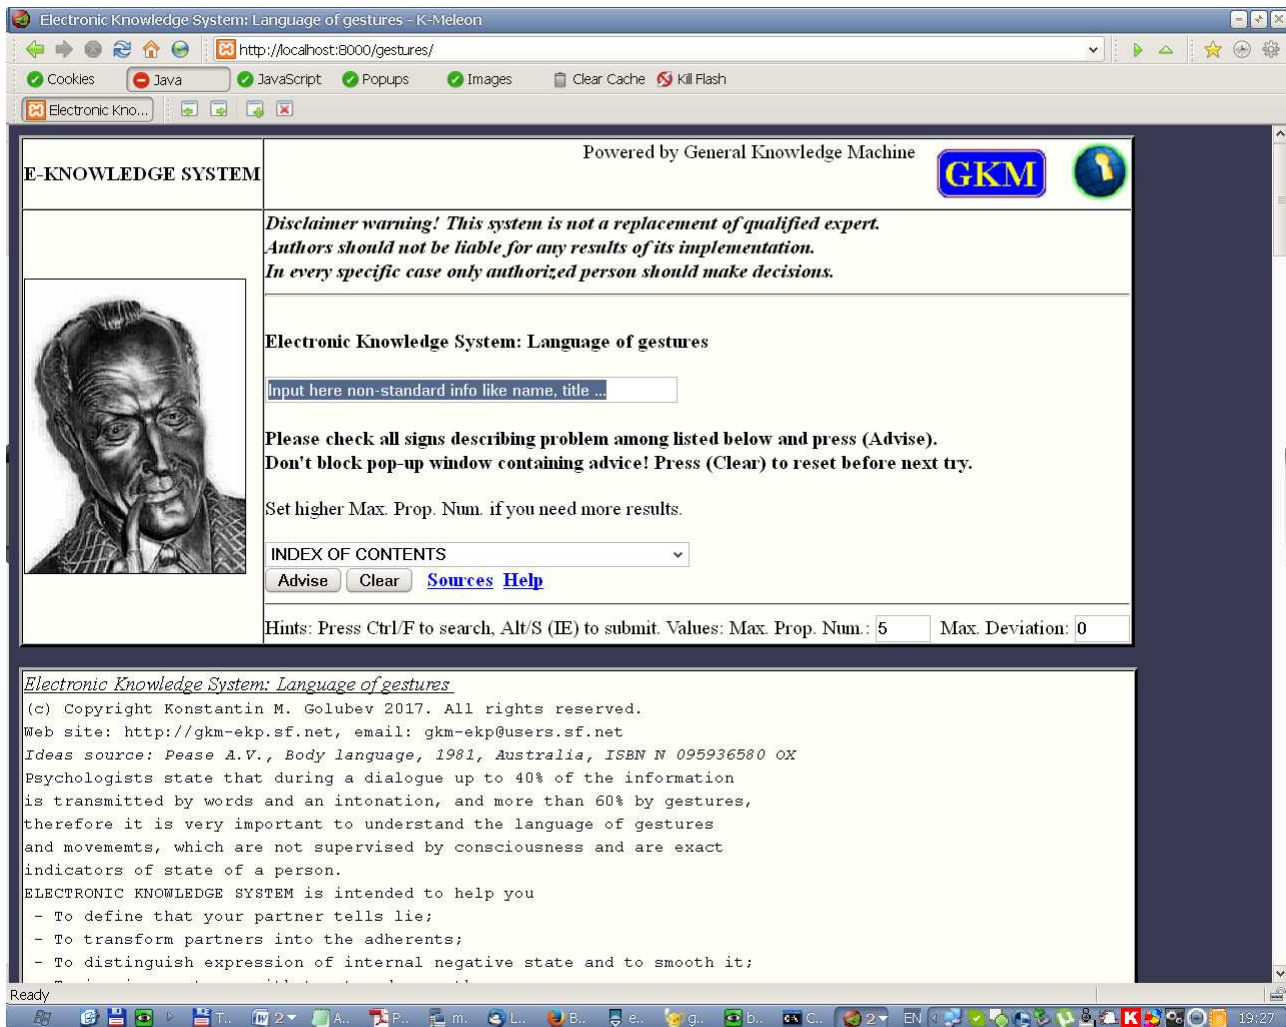 Electronic Knowledge System: Language of gestures - K-Meleon
http://localhost:8000/gestures/
Cookies Java JavaScript Popups Images Clear Cache Kill Flash
Electronic Kno...
E-KNOWLEDGE SYSTEM
Powered by General Knowledge Machine
GKM
Disclaimer warning! This system is not a replacement of qualified expert.
Authors should not be liable for any results of its implementation.
In every specific case only authorized person should make decisions.
Electronic Knowledge System: Language of gestures
Input here non-standard info like name, title ...
Please check all signs describing problem among listed below and press (Advise).
Don't block pop-up window containing advice! Press (Clear) to reset before next try.
Set higher Max. Prop. Num. if you need more results.
INDEX OF CONTENTS
Advise Clear Sources Help
Hints: Press Ctrl/F to search, Alt/S (IE) to submit. Values: Max. Prop. Num.: 5 Max. Deviation: 0
Electronic Knowledge System: Language of gestures
(c) Copyright Konstantin M. Golubev 2017. All rights reserved.
Web site: http://gkm-ekp.sf.net, email: gkm-ekp@users.sf.net
Ideas source: Pease A.V., Body language, 1981, Australia, ISBN N 095936580 OX
Psychologists state that during a dialogue up to 40% of the information
is transmitted by words and an intonation, and more than 60% by gestures,
therefore it is very important to understand the language of gestures
and movememts, which are not supervised by consciousness and are exact
indicators of state of a person.
ELECTRONIC KNOWLEDGE SYSTEM is intended to help you
- To define that your partner tells lie;
- To transform partners into the adherents;
- To distinguish expression of internal negative state and to smooth it;
Ready
T.. 2 A.. P.. m. L.. B.. e.. g.. b.. C.. 2 EN K 19:27